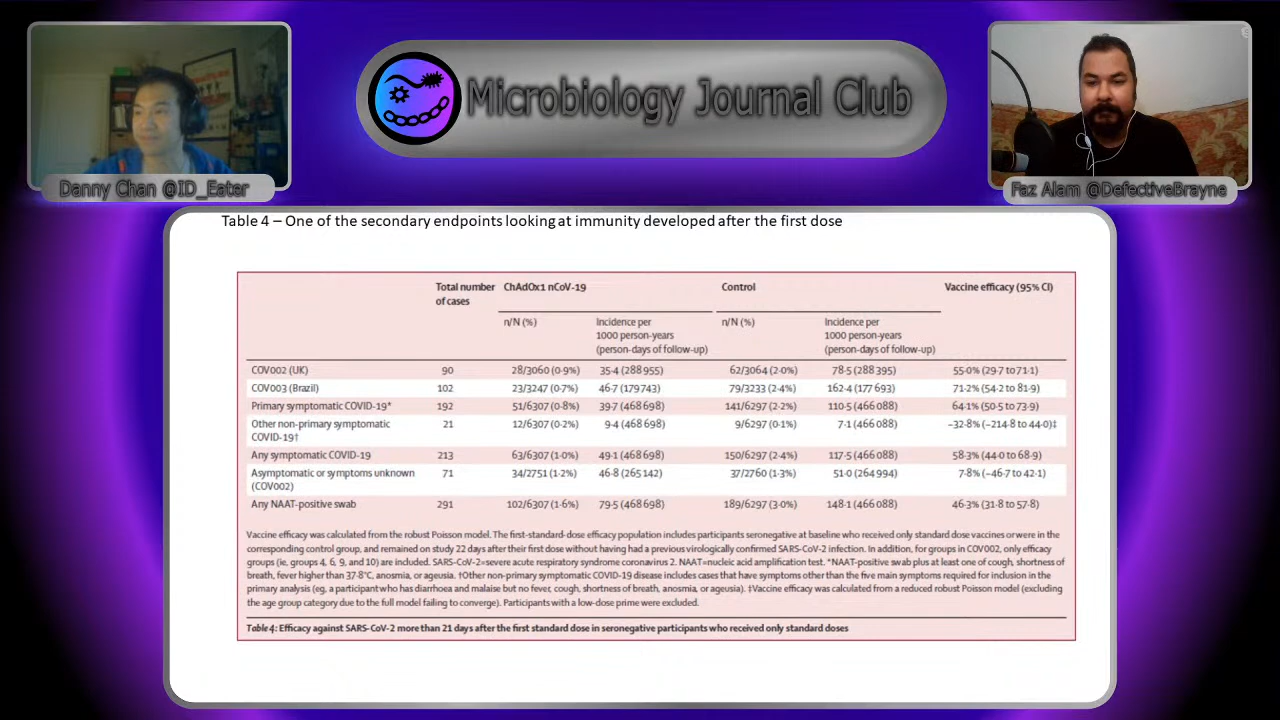 Microbiology Journal Club
Danny Chan @ID_Eater
Faz Alam @DefectiveBrayne
Table 4 – One of the secondary endpoints looking at immunity developed after the first dose
Total number of cases ChAdOx1 nCoV-19 Control Vaccine efficacy (95% CI)
n/N (%) Incidence per 1000 person-years (person-days of follow-up) n/N (%) Incidence per 1000 person-years (person-days of follow-up)
COV002 (UK) 90 28/3060 (0·9%) 35·4 (288 955) 62/3064 (2·0%) 78·5 (288 395) 55·0% (29·7 to 71·1)
COV003 (Brazil) 102 23/3247 (0·7%) 46·7 (179 743) 79/3233 (2·4%) 162·4 (177 693) 71·2% (54·2 to 81·9)
Primary symptomatic COVID-19* 192 51/6307 (0·8%) 39·7 (468 698) 141/6297 (2·2%) 110·5 (466 088) 64·1% (50·5 to 73·9)
Other non-primary symptomatic COVID-19† 21 12/6307 (0·2%) 9·4 (468 698) 9/6297 (0·1%) 7·1 (466 088) −32·8% (−214·8 to 44·0)‡
Any symptomatic COVID-19 213 63/6307 (1·0%) 49·1 (468 698) 150/6297 (2·4%) 117·5 (466 088) 58·3% (44·0 to 68·9)
Asymptomatic or symptoms unknown (COV002) 71 34/2751 (1·2%) 46·8 (265 142) 37/2760 (1·3%) 51·0 (264 994) 7·8% (−46·7 to 42·1)
Any NAAT-positive swab 291 102/6307 (1·6%) 79·5 (468 698) 189/6297 (3·0%) 148·1 (466 088) 46·3% (31·8 to 57·8)
Vaccine efficacy was calculated from the robust Poisson model. The first-standard-dose efficacy population includes participants seronegative at baseline who received only standard dose vaccines or were in the
corresponding control group, and remained on study 22 days after their first dose without having had a previous virologically confirmed SARS-CoV-2 infection. In addition, for groups in COV002, only efficacy
groups (ie, groups 4, 6, 9, and 10) are included. SARS-CoV-2=severe acute respiratory syndrome coronavirus 2. NAAT=nucleic acid amplification test. *NAAT-positive swab plus at least one of cough, shortness of
breath, fever higher than 37·8°C, anosmia, or ageusia. †Other non-primary symptomatic COVID-19 disease includes cases that have symptoms other than the five main symptoms required for inclusion in the
primary analysis (eg, a participant who has diarrhoea and malaise but no fever, cough, shortness of breath, anosmia, or ageusia). ‡Vaccine efficacy was calculated from a reduced robust Poisson model (excluding
the age group category due to the full model failing to converge). Participants with a low-dose prime were excluded.
Table 4: Efficacy against SARS-CoV-2 more than 21 days after the first standard dose in seronegative participants who received only standard doses